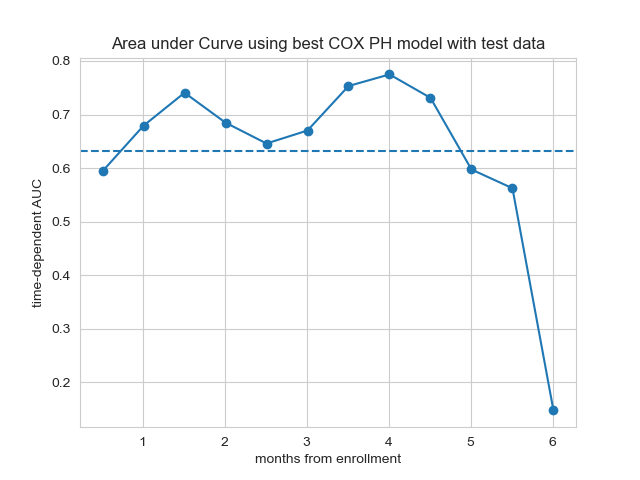 Area under Curve using best COX PH model with test data
time-dependent AUC
0.8
0.7
0.6
0.5
0.4
0.3
0.2
1 2 3 4 5 6
months from enrollment